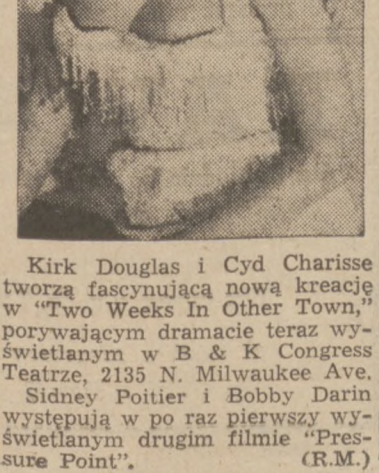 Kirk Douglas i Cyd Charisse
tworzą fascynującą nową kreację
w “Two Weeks In Other Town,”
porywającym dramacie teraz wy-
świetlanym w B & K Congress
Teatrze, 2135 N. Milwaukee Ave.
Sidney Poitier i Bobby Darin
występują w po raz pierwszy wy-
świetlanym drugim filmie “Pres-
sure Point”. (R.M.)